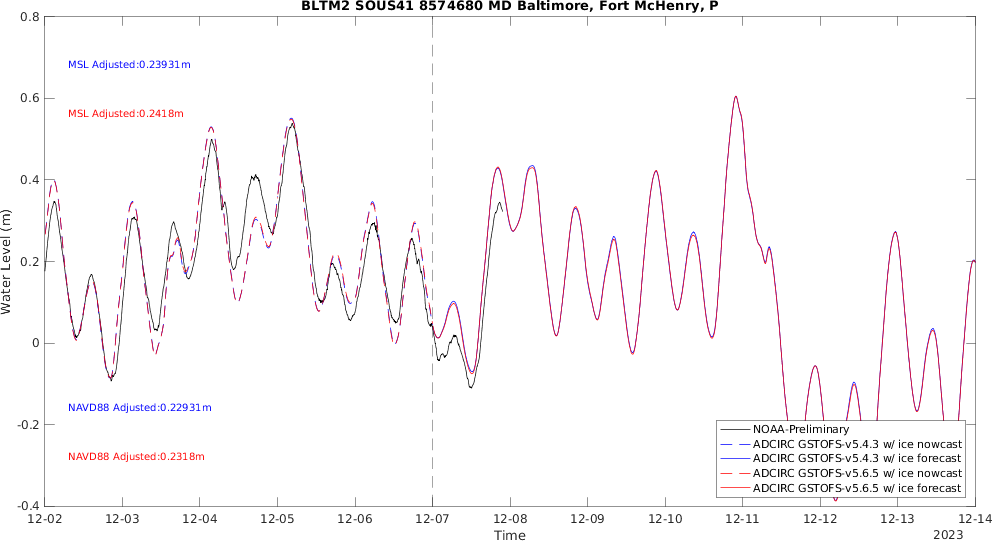 BLTM2 SOUS41 8574680 MD Baltimore, Fort McHenry, P
MSL Adjusted:0.23931m
MSL Adjusted:0.2418m
NAVD88 Adjusted:0.22931m
NAVD88 Adjusted:0.2318m
Water Level (m)
0.8
0.6
0.4
0.2
0
-0.2
-0.4
NOAA-Preliminary
ADCIRC GSTOFS-v5.4.3 w/ ice nowcast
ADCIRC GSTOFS-v5.4.3 w/ ice forecast
ADCIRC GSTOFS-v5.6.5 w/ ice nowcast
ADCIRC GSTOFS-v5.6.5 w/ ice forecast
12-02 12-03 12-04 12-05 12-06 12-07 12-08 12-09 12-10 12-11 12-12 12-13 12-14
Time
2023